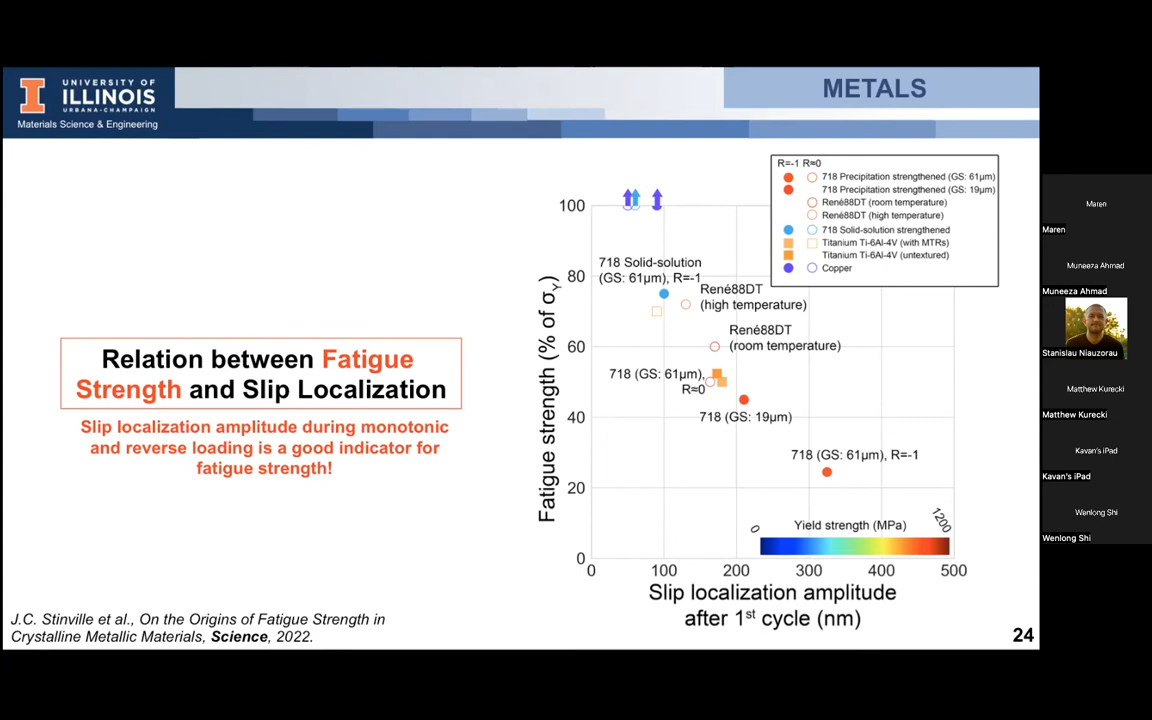 UNIVERSITY OF
ILLINOIS
URBANA-CHAMPAIGN
Materials Science & Engineering
METALS
Relation between Fatigue
Strength and Slip Localization
Slip localization amplitude during monotonic
and reverse loading is a good indicator for
fatigue strength!
J.C. Stinville et al., On the Origins of Fatigue Strength in
Crystalline Metallic Materials, Science, 2022.
R=-1 R≈0
718 Precipitation strengthened (GS: 61μm)
718 Precipitation strengthened (GS: 19μm)
René88DT (room temperature)
René88DT (high temperature)
718 Solid-solution strengthened
Titanium Ti-6Al-4V (with MTRs)
Titanium Ti-6Al-4V (untextured)
Copper
Fatigue strength (% of σY)
100
80
60
40
20
0
718 Solid-solution
(GS: 61μm), R=-1
René88DT
(high temperature)
René88DT
(room temperature)
718 (GS: 61μm),
R≈0
718 (GS: 19μm)
718 (GS: 61μm), R=-1
0
Yield strength (MPa)
1200
0 100 200 300 400 500
Slip localization amplitude
after 1st cycle (nm)
24
Maren
Maren
Muneeza Ahmad
Muneeza Ahmad
Stanislau Niauzorau
Matthew Kurecki
Matthew Kurecki
Kavan's iPad
Kavan's iPad
Wenlong Shi
Wenlong Shi